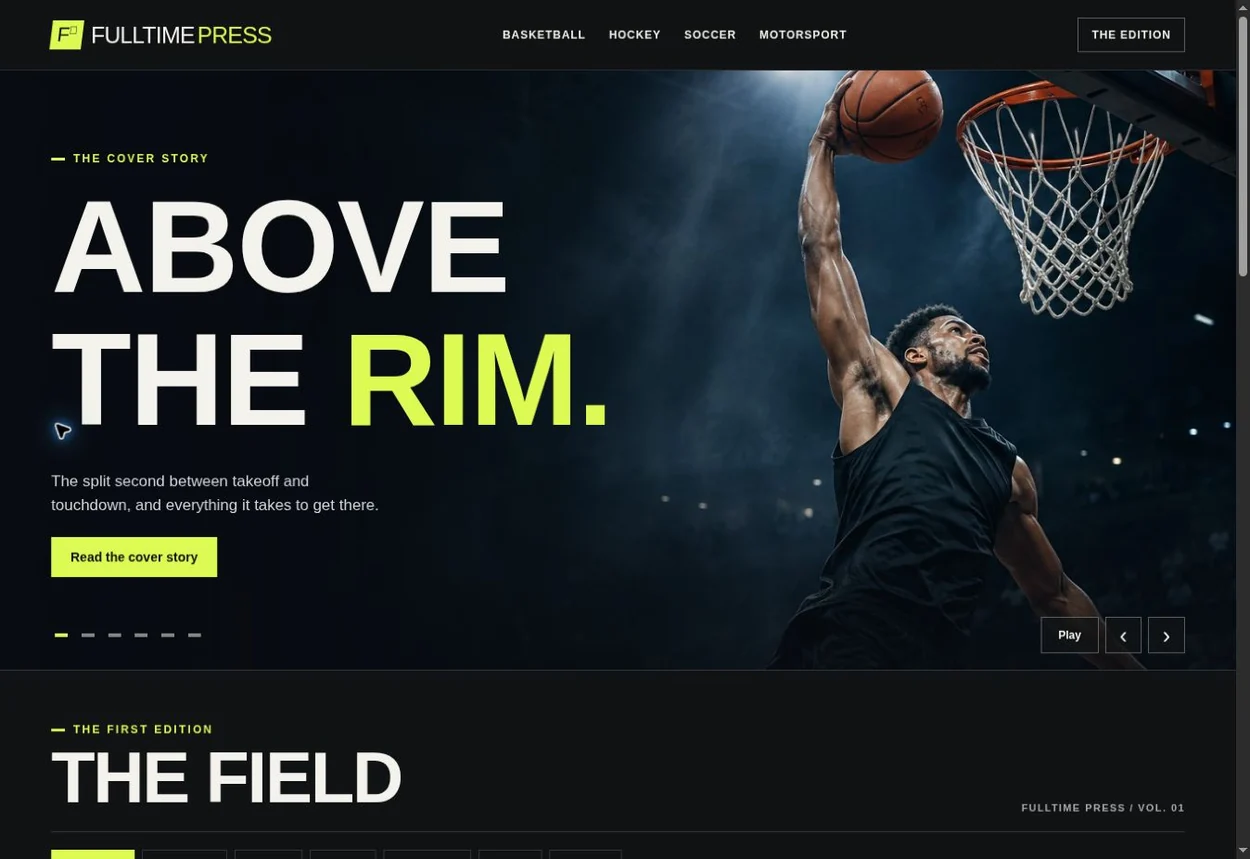 F
FULLTIME PRESS
BASKETBALL
HOCKEY
SOCCER
MOTORSPORT
THE EDITION
THE COVER STORY
ABOVE
THE RIM.
The split second between takeoff and
touchdown, and everything it takes to get there.
Read the cover story
Play
‹
›
THE FIRST EDITION
THE FIELD
FULLTIME PRESS / VOL. 01